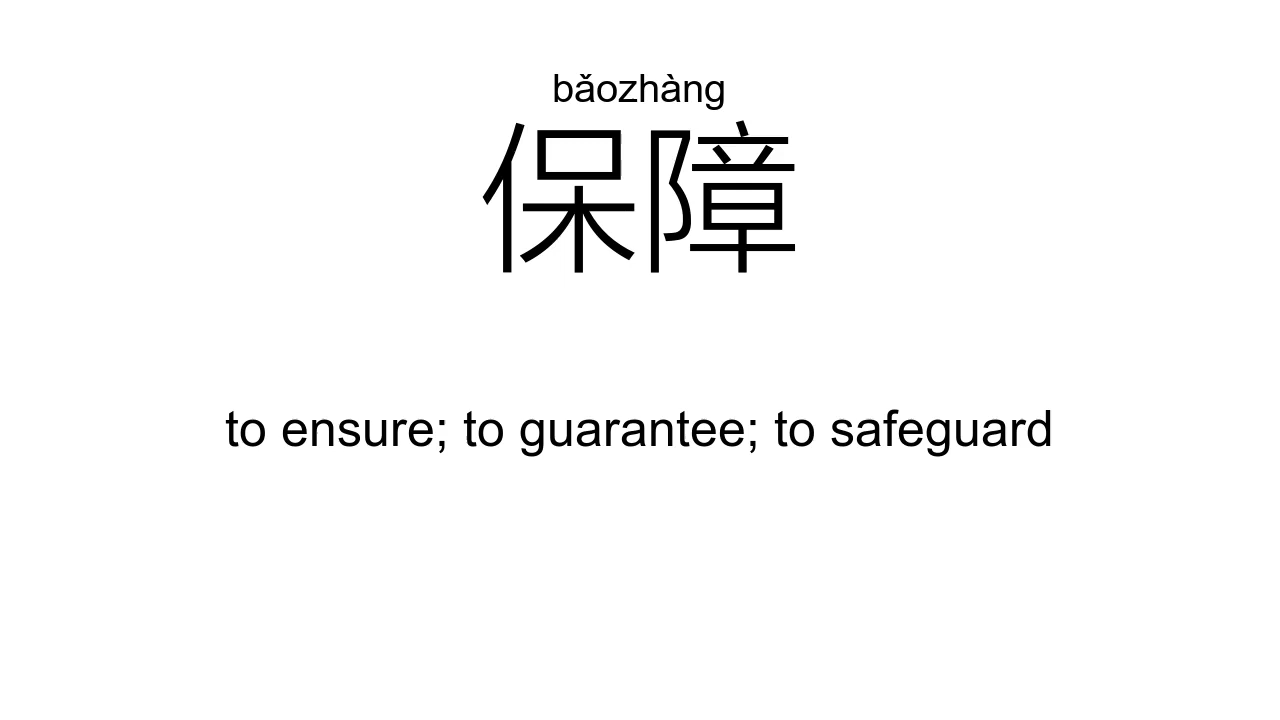 bǎozhàng
保障
to ensure; to guarantee; to safeguard